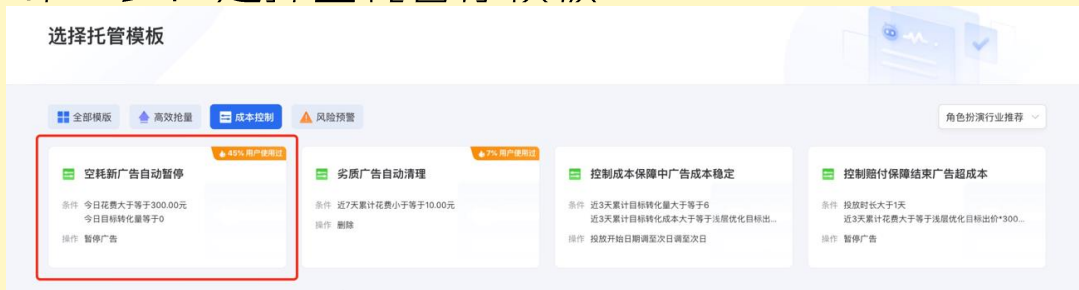 选择托管模板
全部模版
高效抢量
成本控制
风险预警
角色扮演行业推荐
45% 用户使用过
空耗新广告自动暂停
条件 今日花费大于等于300.00元
今日目标转化量等于0
操作 暂停广告
7% 用户使用过
劣质广告自动清理
条件 近7天累计花费小于等于10.00元
操作 删除
控制成本保障中广告成本稳定
条件 近3天累计目标转化量大于等于6
近3天累计目标转化成本大于等于浅层优化目标出...
操作 投放开始日期调至次日调至次日
控制赔付保障结束广告超成本
条件 投放时长大于1天
近3天累计花费大于等于浅层优化目标出价*300...
操作 暂停广告